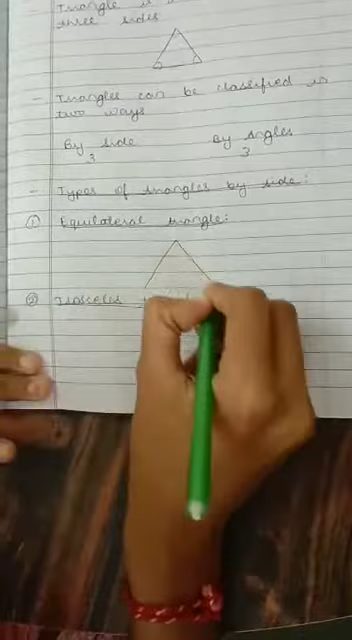 Triangle is
three sides
- Triangles can be classified in
two ways
By side By Angles
3 3
- Types of triangles by side:
① Equilateral triangle:
② Isosceles